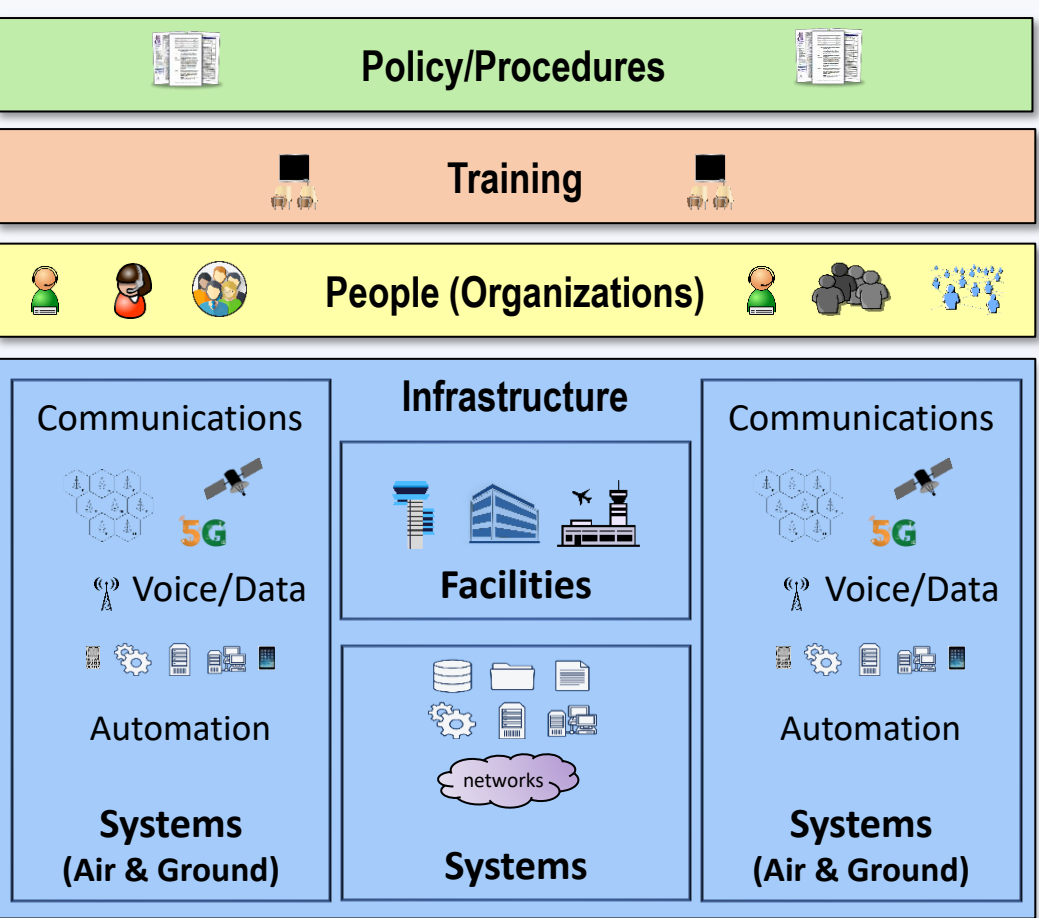 Policy/Procedures
Training
People (Organizations)
Infrastructure
Communications
5G
Voice/Data
Automation
Systems
(Air & Ground)
Facilities
networks
Systems
Communications
5G
Voice/Data
Automation
Systems
(Air & Ground)